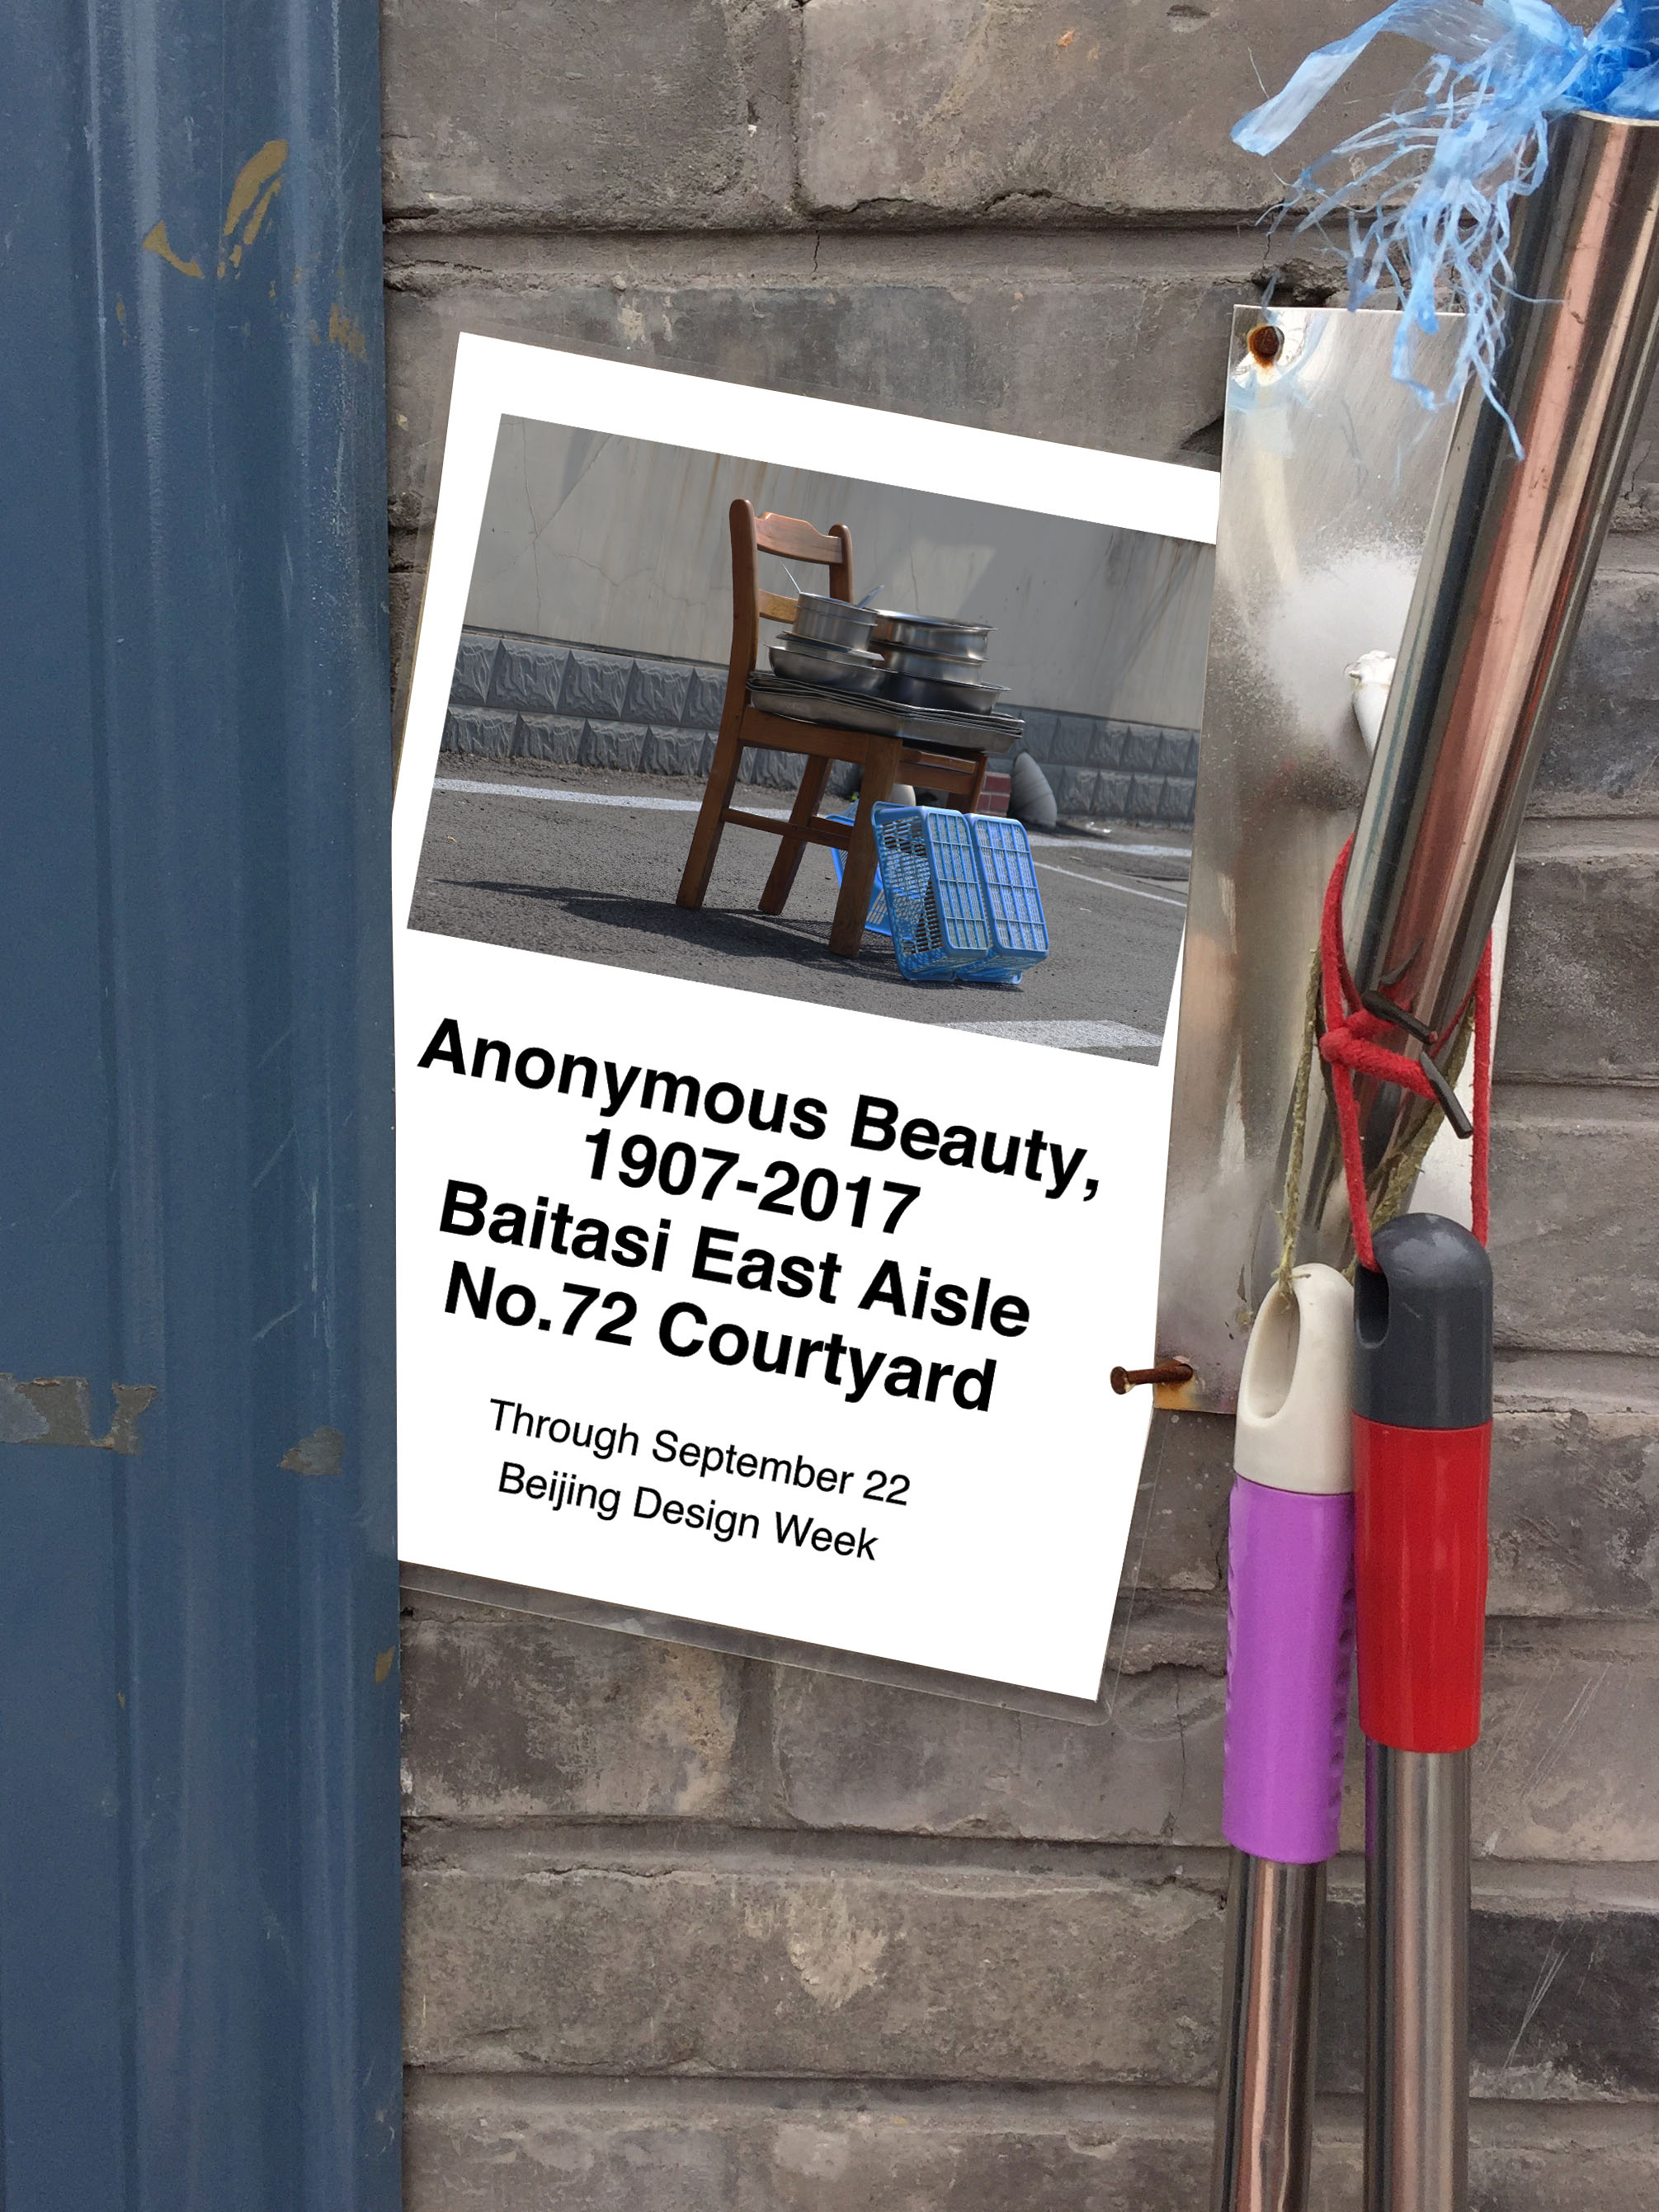 Anonymous Beauty,
1907-2017
Baitasi East Aisle
No.72 Courtyard
Through September 22
Beijing Design Week